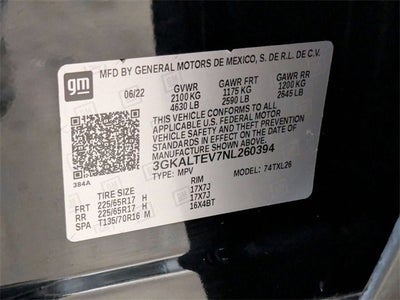 gm
MFD BY GENERAL MOTORS DE MEXICO, S. DE R.L. DE C.V.
06/22 GVWR GAWR FRT GAWR RR
2100 KG 1175 KG 1200 KG
4630 LB 2590 LB 2645 LB
THIS VEHICLE CONFORMS TO ALL APPLICABLE U.S. FEDERAL MOTOR
VEHICLE SAFETY, BUMPER, AND THEFT
PREVENTION STANDARDS IN EFFECT ON THE
DATE OF MANUFACTURE SHOWN ABOVE.
3GKALTEV7NL260394
384A TYPE: MPV MODEL: 74TXL26
TIRE SIZE RIM
FRT 225/65R17 H 17X7J
RR 225/65R17 H 17X7J
SPA T135/70R16 M 16X4BT